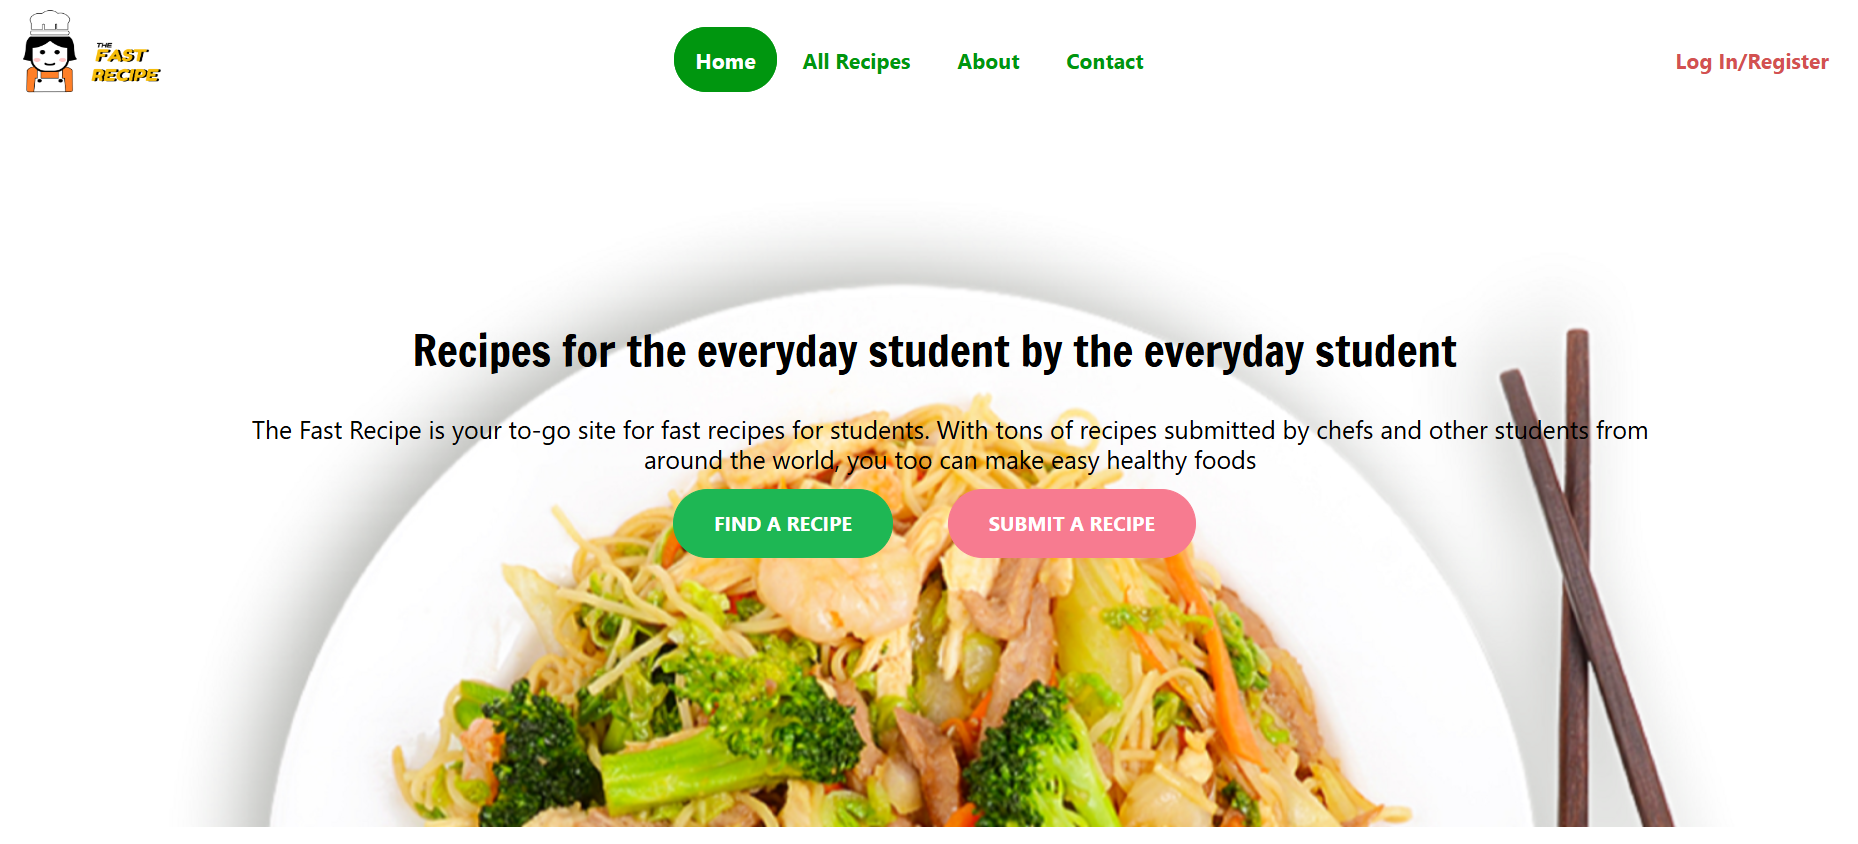 THE
FAST
RECIPE
Home
All Recipes
About
Contact
Log In/Register
Recipes for the everyday student by the everyday student
The Fast Recipe is your to-go site for fast recipes for students. With tons of recipes submitted by chefs and other students from
around the world, you too can make easy healthy foods
FIND A RECIPE
SUBMIT A RECIPE